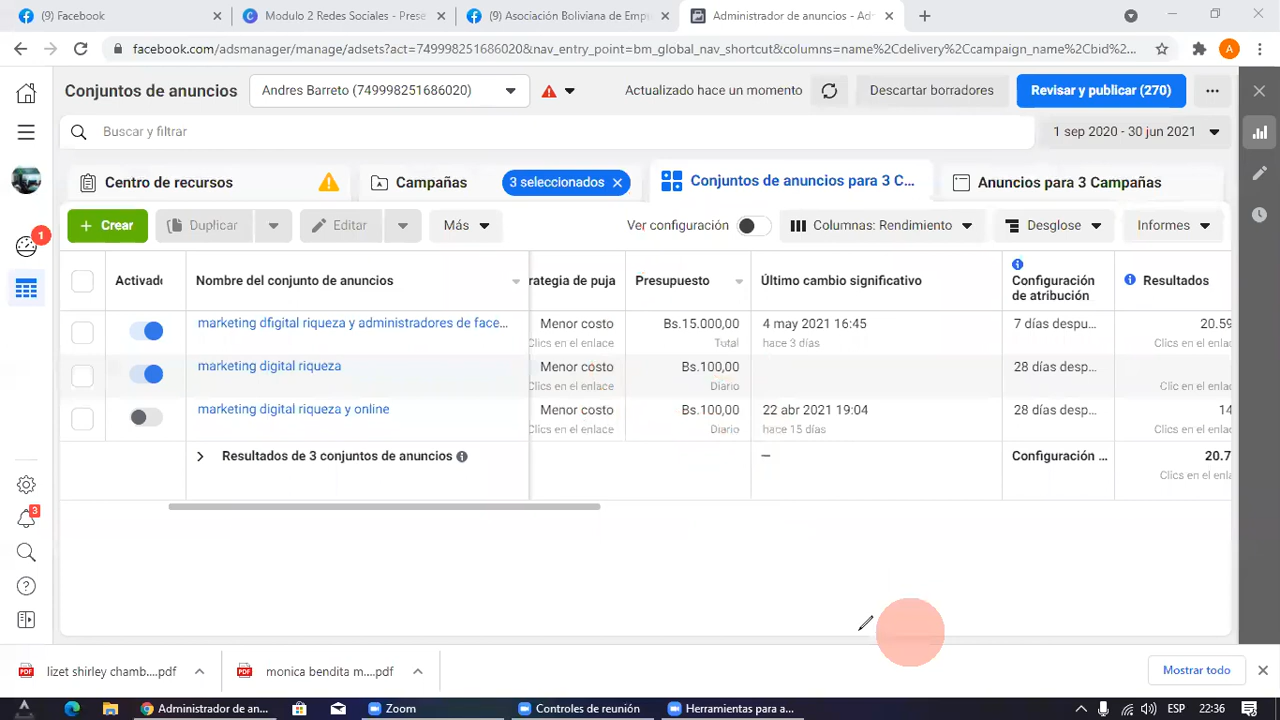 (9) Facebook
Modulo 2 Redes Sociales - Prese
(9) Asociación Boliviana de Empr
Administrador de anuncios - Adm
A
facebook.com/adsmanager/manage/adsets?act=749998251686020&nav_entry_point=bm_global_nav_shortcut&columns=name%2Cdelivery%2Ccampaign_name%2Cbid%2...
Conjuntos de anuncios
Andres Barreto (749998251686020)
Actualizado hace un momento
Descartar borradores
Revisar y publicar (270)
Buscar y filtrar
1 sep 2020 - 30 jun 2021
Centro de recursos
Campañas
3 seleccionados
Conjuntos de anuncios para 3 C...
Anuncios para 3 Campañas
Crear
Duplicar
Editar
Más
Ver configuración
Columnas: Rendimiento
Desglose
Informes
1
Activado
Nombre del conjunto de anuncios
rategia de puja
Presupuesto
Último cambio significativo
Configuración
de atribución
Resultados
marketing dfigital riqueza y administradores de face...
Menor costo
Clics en el enlace
Bs.15.000,00
Total
4 may 2021 16:45
hace 3 días
7 días despu...
20.59
Clics en el enlace
marketing digital riqueza
Menor costo
Clics en el enlace
Bs.100,00
Diario
28 días desp...
Clic en el enlac
marketing digital riqueza y online
Menor costo
Clics en el enlace
Bs.100,00
Diario
22 abr 2021 19:04
hace 15 días
28 días desp...
14
Clics en el enlace
Resultados de 3 conjuntos de anuncios
—
Configuración ...
20.7
Clics en el enlace
3
lizet shirley chamb....pdf
monica bendita m....pdf
Mostrar todo
Administrador de an...
Zoom
Controles de reunión
Herramientas para a...
ESP
22:36